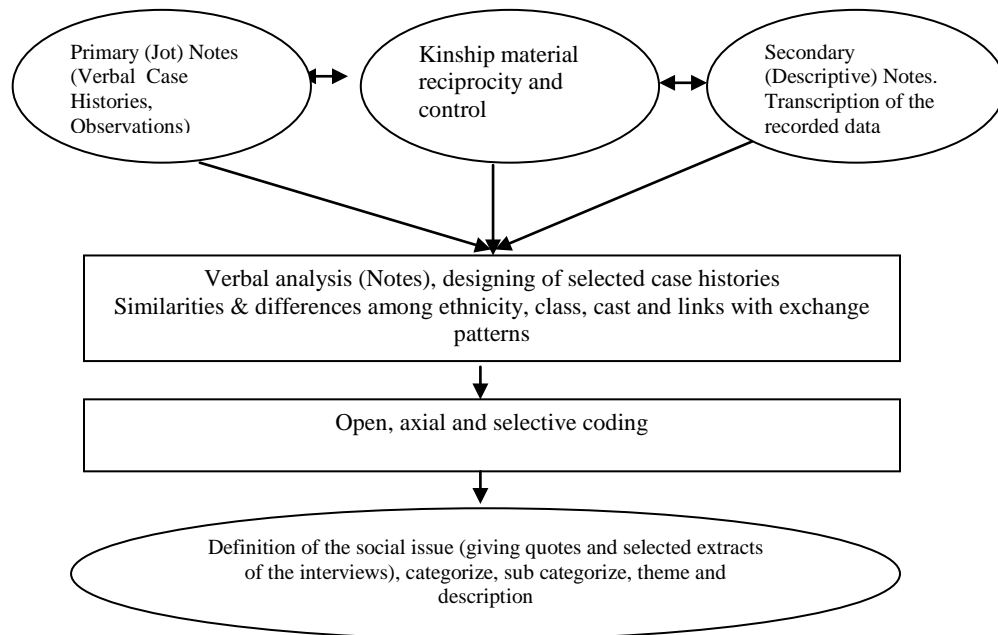 Primary (Jot) Notes
(Verbal Case
Histories,
Observations)
Kinship material
reciprocity and
control
Secondary
(Descriptive) Notes.
Transcription of the
recorded data
Verbal analysis (Notes), designing of selected case histories
Similarities & differences among ethnicity, class, cast and links with exchange
patterns
Open, axial and selective coding
Definition of the social issue (giving quotes and selected extracts
of the interviews), categorize, sub categorize, theme and
description